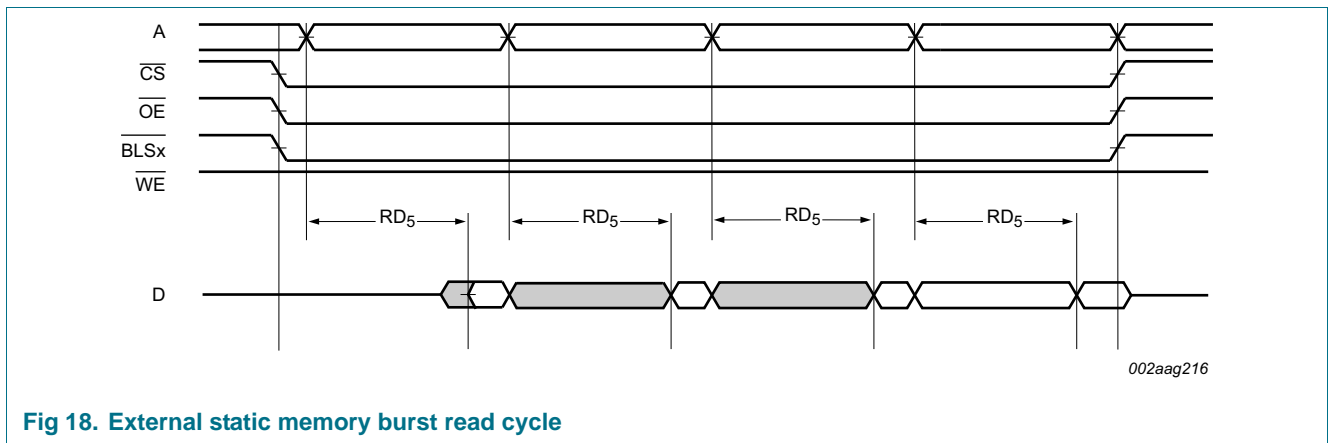 A
CS
OE
BLSx
WE
RD5 RD5 RD5 RD5
D
002aag216
Fig 18. External static memory burst read cycle